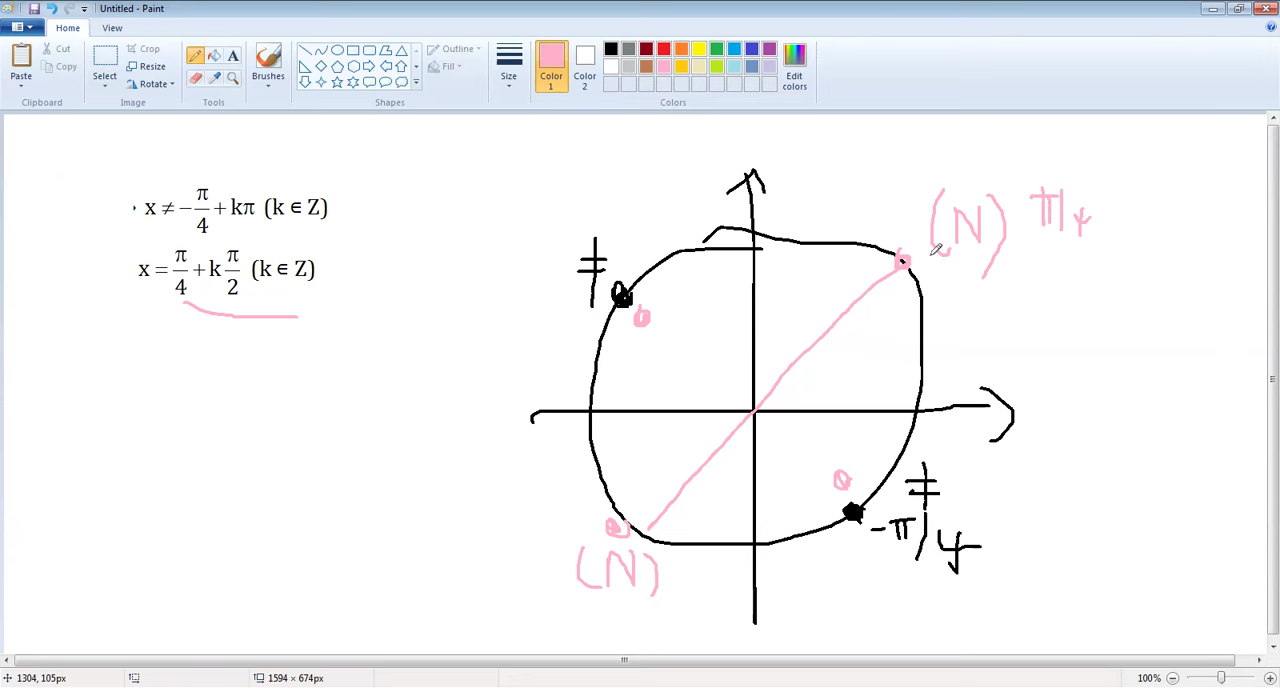 Untitled - Paint
Home View
Paste
Cut
Copy
Clipboard
Select
Crop
Resize
Rotate
Image
Tools
Brushes
Shapes
Outline
Fill
Size
Color 1
Color 2
Edit colors
Colors
x ≠ -π/4 + kπ (k ∈ Z)
x = π/4 + k π/2 (k ∈ Z)
(N) π/4
≠
≠
-π/4
(N)
1304, 105px
1594 × 674px
100%